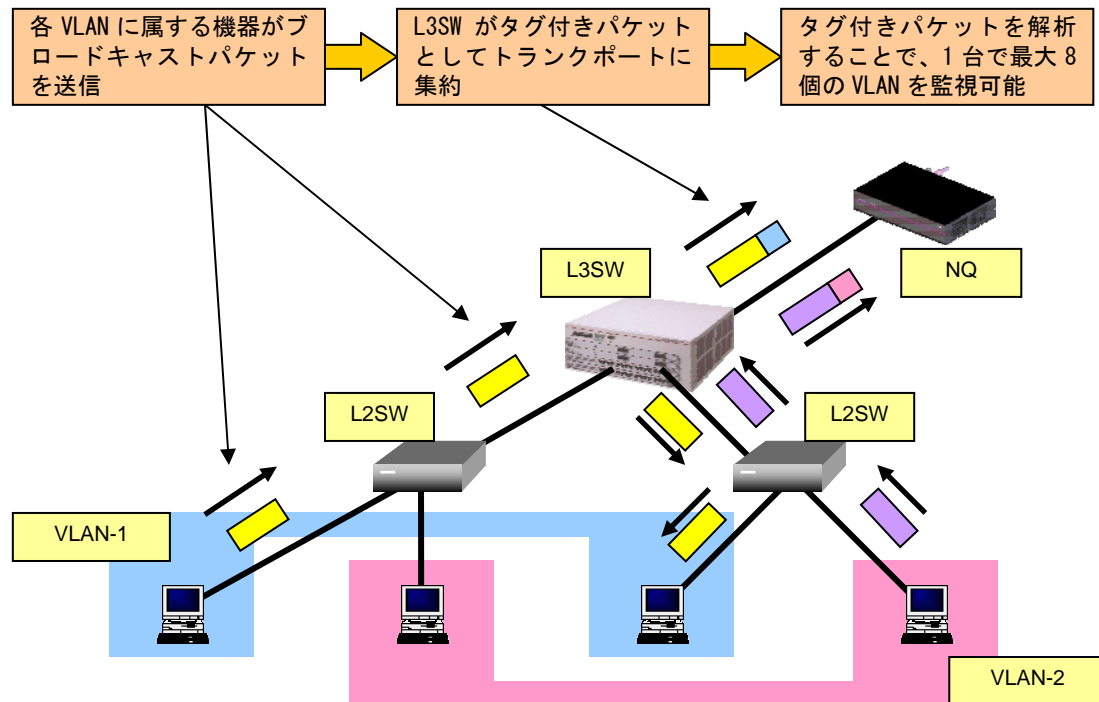 各 VLAN に属する機器がブ
ロードキャストパケット
を送信
L3SW がタグ付きパケット
としてトランクポートに
集約
タグ付きパケットを解析
することで、1 台で最大 8
個の VLAN を監視可能
L3SW
NQ
L2SW
L2SW
VLAN-1
VLAN-2